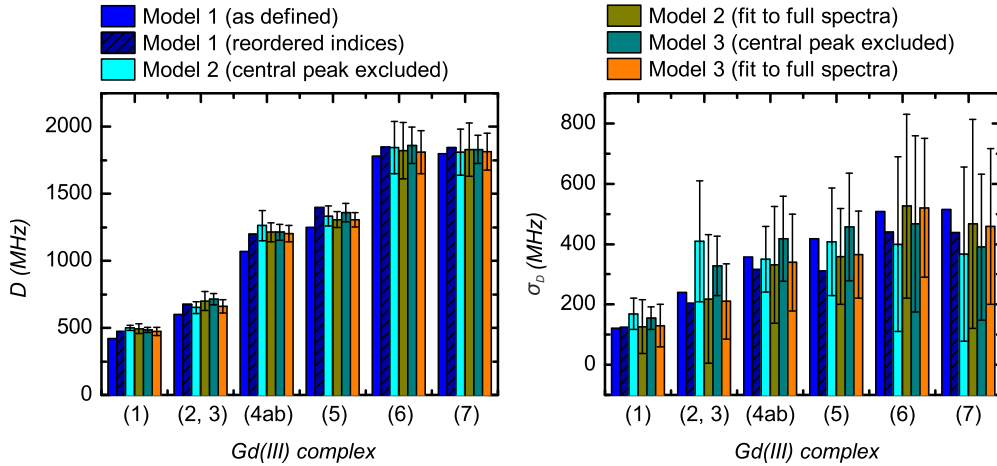 Model 1 (as defined)
Model 1 (reordered indices)
Model 2 (central peak excluded)
Model 2 (fit to full spectra)
Model 3 (central peak excluded)
Model 3 (fit to full spectra)
D (MHz)
2000
1500
1000
500
0
(1) (2, 3) (4ab) (5) (6) (7)
Gd(III) complex
σD (MHz)
800
600
400
200
0
(1) (2, 3) (4ab) (5) (6) (7)
Gd(III) complex